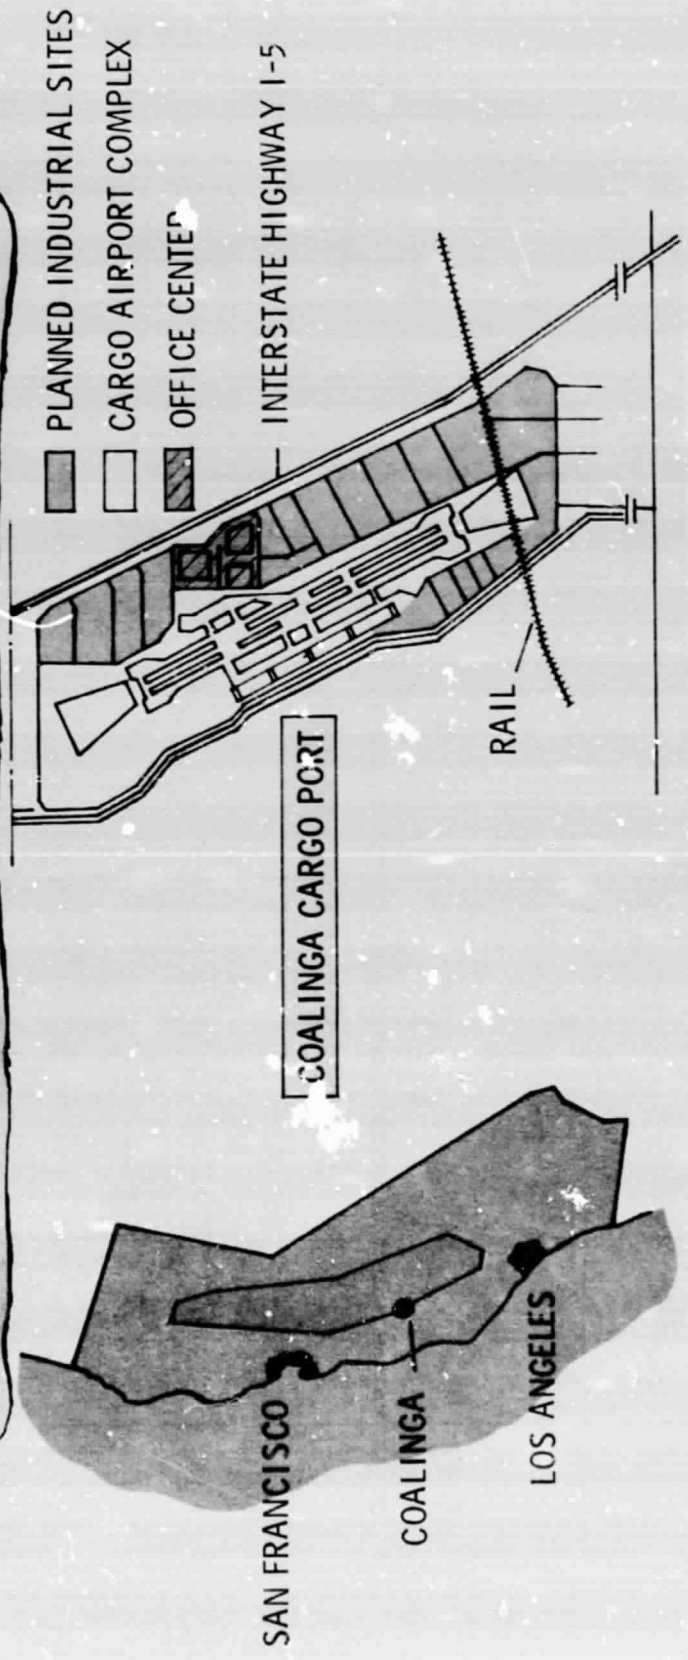 PLANNED INDUSTRIAL SITES
CARGO AIRPORT COMPLEX
OFFICE CENTER
INTERSTATE HIGHWAY I-5
RAIL
COALINGA CARGO PORT
SAN FRANCISCO
COALINGA
LOS ANGELES